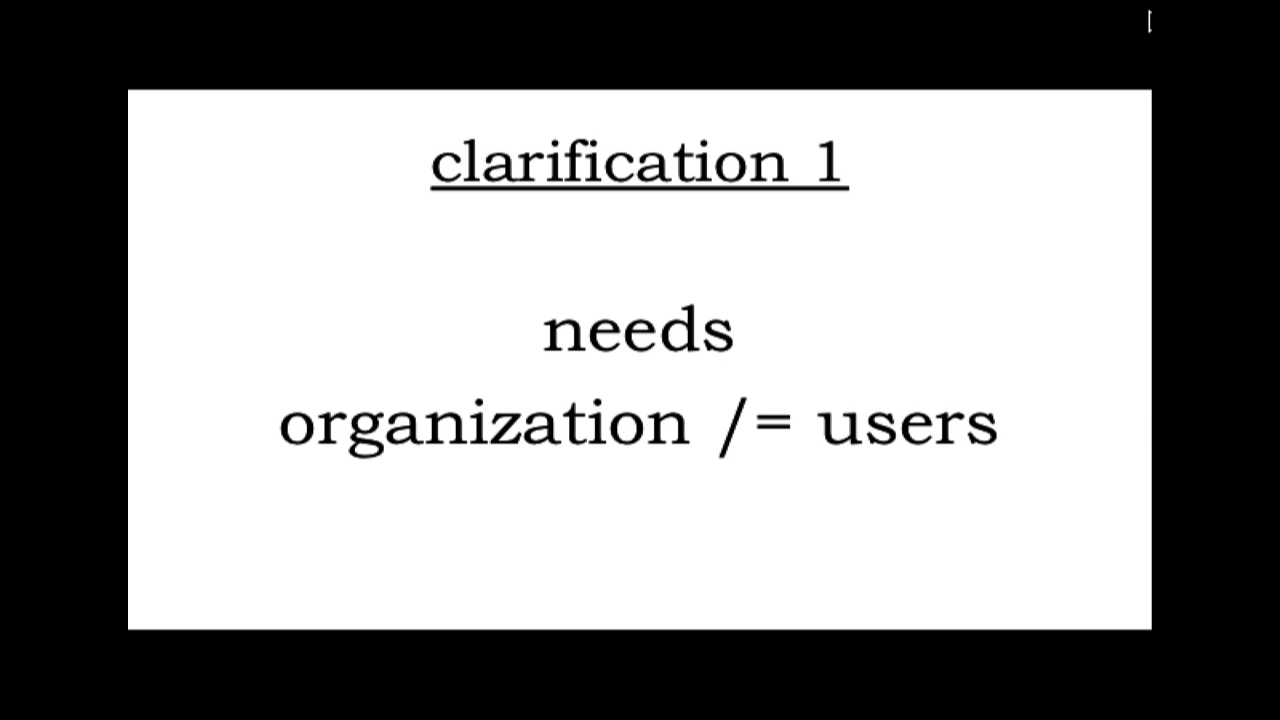 clarification 1
needs
organization /= users